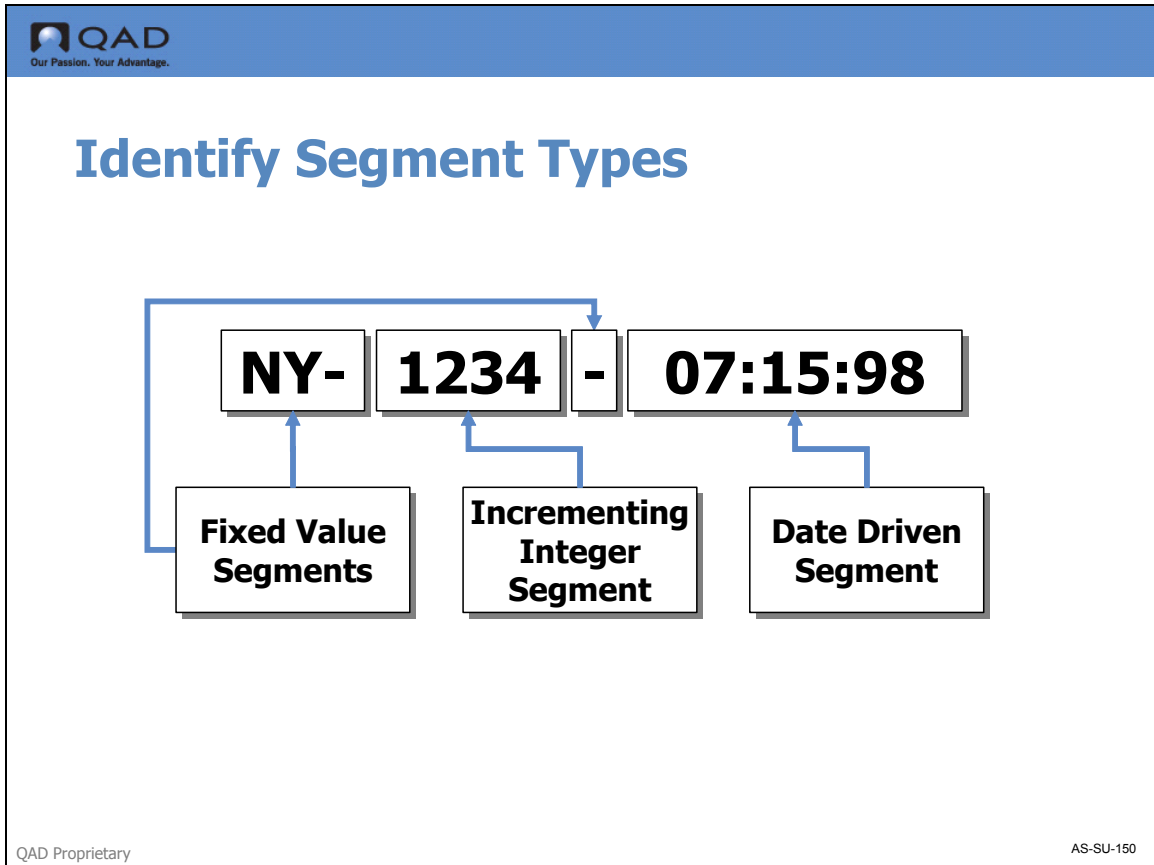 QAD
Our Passion. Your Advantage.
Identify Segment Types
NY- 1234 - 07:15:98
Fixed Value
Segments
Incrementing
Integer
Segment
Date Driven
Segment
QAD Proprietary
AS-SU-150